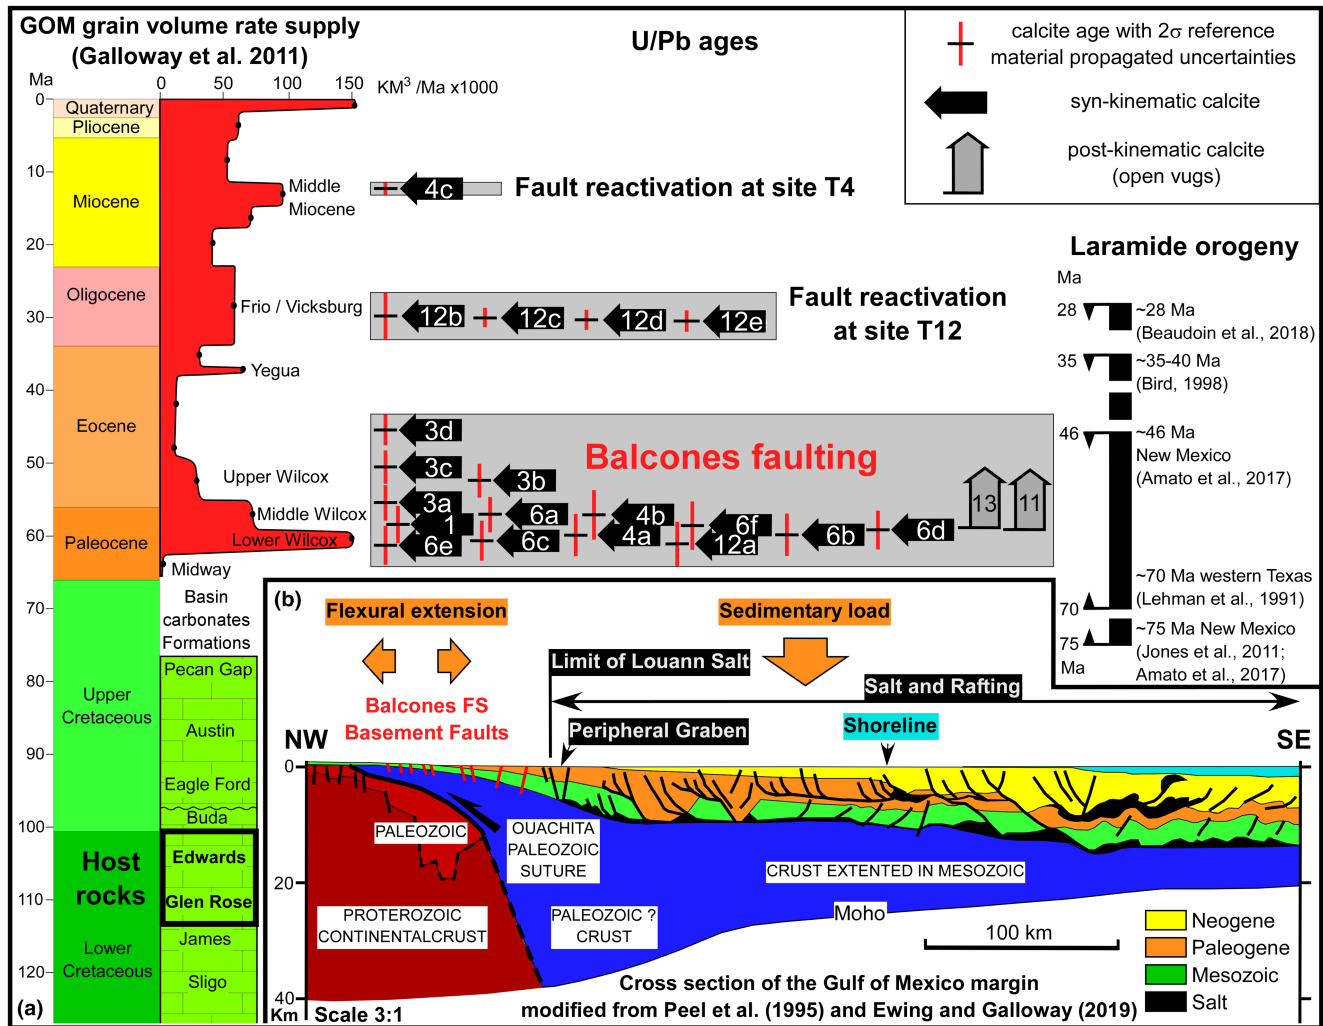 GOM grain volume rate supply
(Galloway et al. 2011)
Ma
0
50
100
150
KM³ /Ma x1000
U/Pb ages
calcite age with 2σ reference
material propagated uncertainties
syn-kinematic calcite
post-kinematic calcite
(open vugs)
0
10
20
30
40
50
60
70
80
90
100
110
120
Quaternary
Pliocene
Miocene
Oligocene
Eocene
Paleocene
Upper
Cretaceous
Host
rocks
Lower
Cretaceous
(a)
Middle
Miocene
Frio / Vicksburg
Yegua
Upper Wilcox
Middle Wilcox
Lower Wilcox
Midway
Basin
carbonates
Formations
Pecan Gap
Austin
Eagle Ford
Buda
Edwards
Glen Rose
James
Sligo
4c
Fault reactivation at site T4
12b
12c
12d
12e
Fault reactivation
at site T12
Balcones faulting
3d
3c
3b
3a
6a
4b
1
6f
6e
6c
4a
12a
6b
6d
13
11
Laramide orogeny
Ma
28
~28 Ma
(Beaudoin et al., 2018)
35
~35-40 Ma
(Bird, 1998)
46
~46 Ma
New Mexico
(Amato et al., 2017)
70
~70 Ma western Texas
(Lehman et al., 1991)
75
~75 Ma New Mexico
(Jones et al., 2011;
Amato et al., 2017)
Ma
(b)
Flexural extension
Sedimentary load
Limit of Louann Salt
Salt and Rafting
Balcones FS
Basement Faults
Peripheral Graben
Shoreline
NW
SE
0
20
40
Km
PALEOZOIC
OUACHITA
PALEOZOIC
SUTURE
CRUST EXTENTED IN MESOZOIC
PROTEROZOIC
CONTINENTALCRUST
PALEOZOIC ?
CRUST
Moho
100 km
Neogene
Paleogene
Mesozoic
Salt
Scale 3:1
Cross section of the Gulf of Mexico margin
modified from Peel et al. (1995) and Ewing and Galloway (2019)